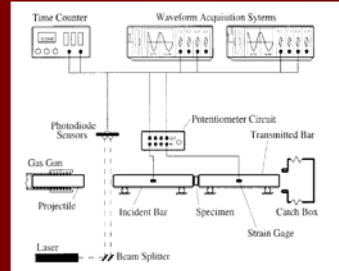 Time Counter
Waveform Acquisition Sytems
Photodiode
Sensors
Potentiometer Circuit
Transmitted Bar
Gas Gun
Projectile
Incident Bar
Specimen
Strain Gage
Catch Box
Laser
Beam Splitter